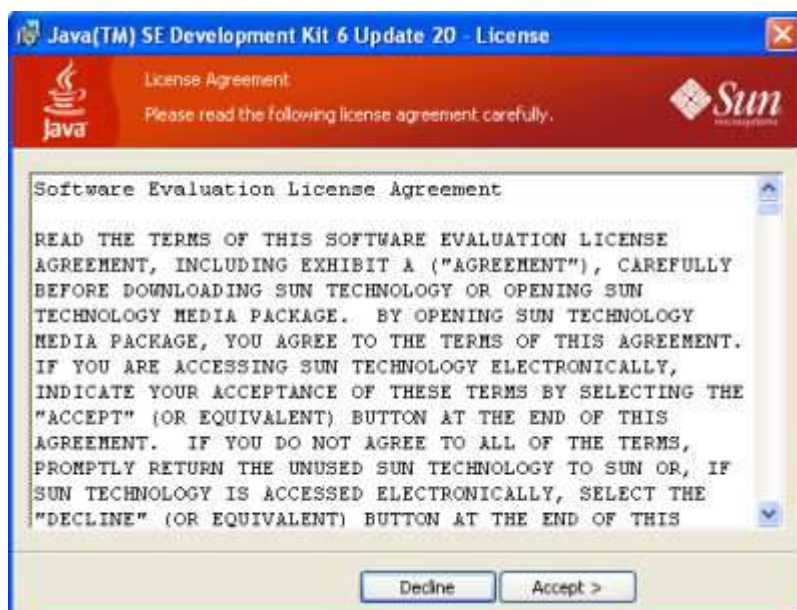 Java(TM) SE Development Kit 6 Update 20 - License
License Agreement
Please read the following license agreement carefully.
Java
Sun
microsystems
Software Evaluation License Agreement
READ THE TERMS OF THIS SOFTWARE EVALUATION LICENSE
AGREEMENT, INCLUDING EXHIBIT A ("AGREEMENT"), CAREFULLY
BEFORE DOWNLOADING SUN TECHNOLOGY OR OPENING SUN
TECHNOLOGY MEDIA PACKAGE.  BY OPENING SUN TECHNOLOGY
MEDIA PACKAGE, YOU AGREE TO THE TERMS OF THIS AGREEMENT.
IF YOU ARE ACCESSING SUN TECHNOLOGY ELECTRONICALLY,
INDICATE YOUR ACCEPTANCE OF THESE TERMS BY SELECTING THE
"ACCEPT" (OR EQUIVALENT) BUTTON AT THE END OF THIS
AGREEMENT.  IF YOU DO NOT AGREE TO ALL OF THE TERMS,
PROMPTLY RETURN THE UNUSED SUN TECHNOLOGY TO SUN OR, IF
SUN TECHNOLOGY IS ACCESSED ELECTRONICALLY, SELECT THE
"DECLINE" (OR EQUIVALENT) BUTTON AT THE END OF THIS
Decline
Accept >